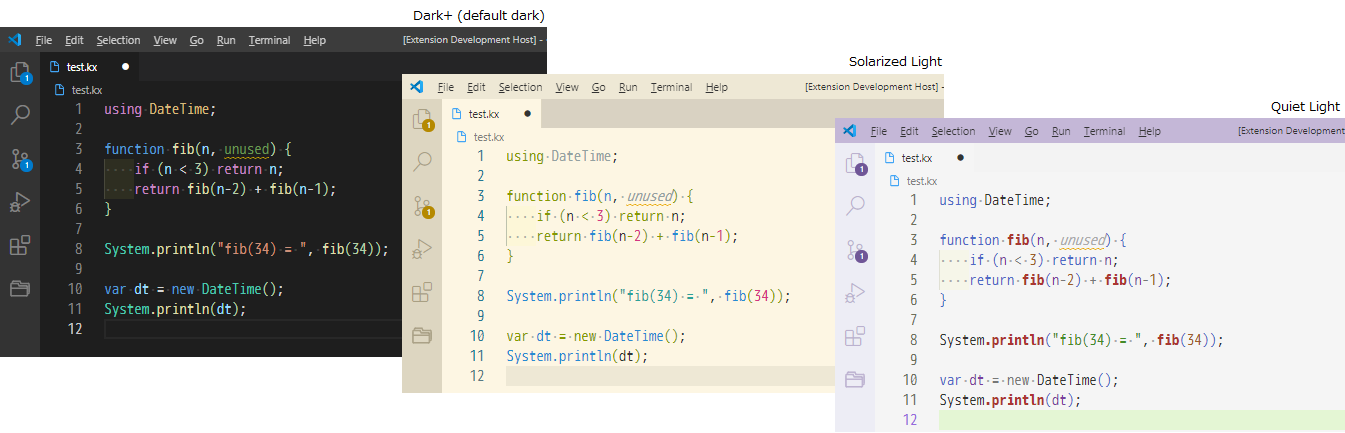 Dark+ (default dark)
File Edit Selection View Go Run Terminal Help [Extension Development Host] -
test.kx
test.kx
1
1
1 using DateTime;
2
3 function fib(n, unused) {
4 ····if (n < 3) return n;
5 ····return fib(n-2) + fib(n-1);
6 }
7
8 System.println("fib(34) = ", fib(34));
9
10 var dt = new DateTime();
11 System.println(dt);
12
Solarized Light
File Edit Selection View Go Run Terminal Help [Extension Development Host] -
test.kx
test.kx
1
1
1 using DateTime;
2
3 function fib(n, unused) {
4 ····if (n < 3) return n;
5 ····return fib(n-2) + fib(n-1);
6 }
7
8 System.println("fib(34) = ", fib(34));
9
10 var dt = new DateTime();
11 System.println(dt);
12
Quiet Light
File Edit Selection View Go Run Terminal Help [Extension Development
test.kx
test.kx
1
1
1 using DateTime;
2
3 function fib(n, unused) {
4 ····if (n < 3) return n;
5 ····return fib(n-2) + fib(n-1);
6 }
7
8 System.println("fib(34) = ", fib(34));
9
10 var dt = new DateTime();
11 System.println(dt);
12